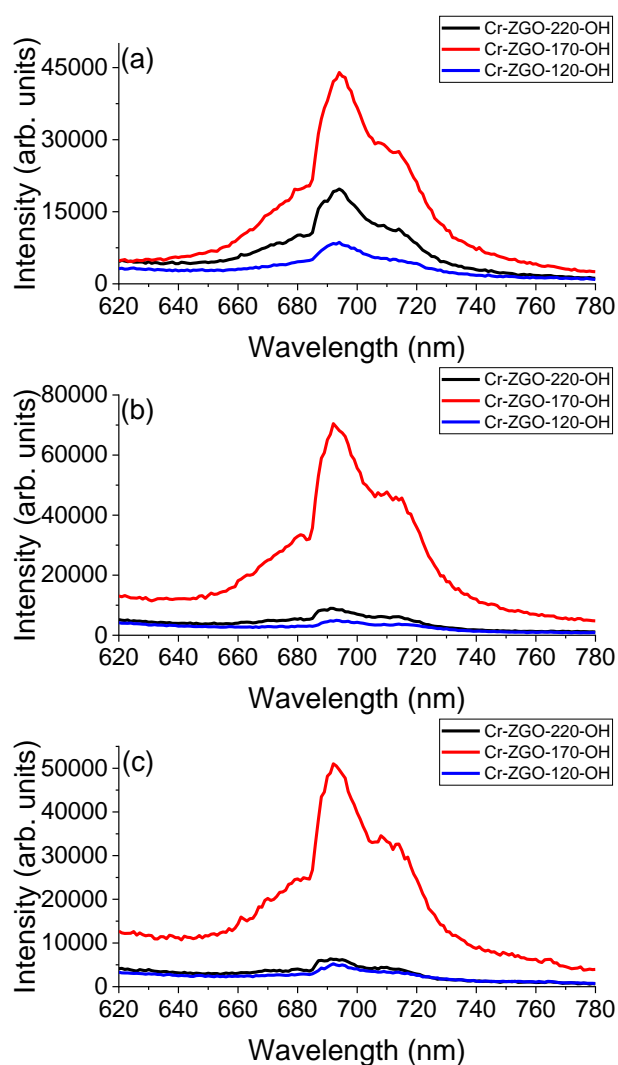 (a)
Cr-ZGO-220-OH
Cr-ZGO-170-OH
Cr-ZGO-120-OH
Intensity (arb. units)
45000
30000
15000
0
620 640 660 680 700 720 740 760 780
Wavelength (nm)
(b)
Cr-ZGO-220-OH
Cr-ZGO-170-OH
Cr-ZGO-120-OH
Intensity (arb. units)
80000
60000
40000
20000
0
620 640 660 680 700 720 740 760 780
Wavelength (nm)
(c)
Cr-ZGO-220-OH
Cr-ZGO-170-OH
Cr-ZGO-120-OH
Intensity (arb. units)
50000
40000
30000
20000
10000
0
620 640 660 680 700 720 740 760 780
Wavelength (nm)